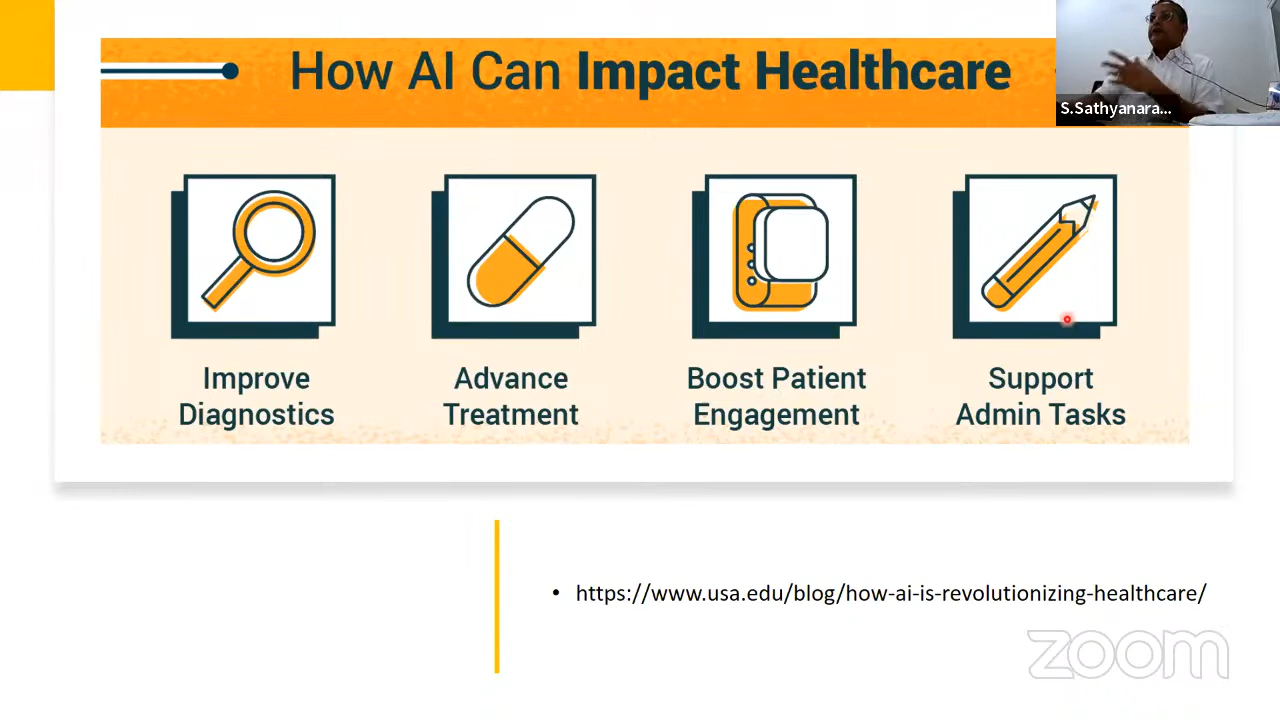 How AI Can Impact Healthcare
S.Sathyanara...
Improve
Diagnostics
Advance
Treatment
Boost Patient
Engagement
Support
Admin Tasks
• https://www.usa.edu/blog/how-ai-is-revolutionizing-healthcare/
zoom